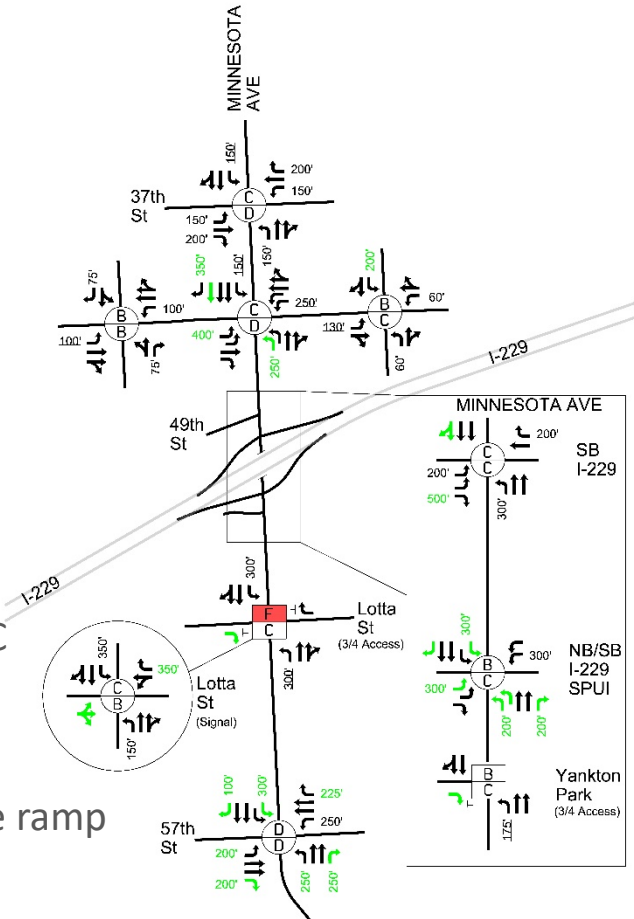 MINNESOTA
AVE
150'
200'
150'
37th
St
C
D
150'
200'
150'
350'
150'
75'
200'
B
B
100'
C
D
250'
B
C
60'
100'
400'
130'
75'
250'
60'
I-229
49th
St
MINNESOTA AVE
200'
SB
I-229
C
C
200'
500'
300'
I-229
300'
C
F
C
Lotta
St
(3/4 Access)
300'
300'
B
C
300'
NB/SB
I-229
SPUI
300'
200'
200'
350'
350'
C
B
Lotta
St
(Signal)
150'
B
C
Yankton
Park
(3/4 Access)
175'
e ramp
100'
300'
225'
57th
St
D
D
250'
200'
200'
250'
250'